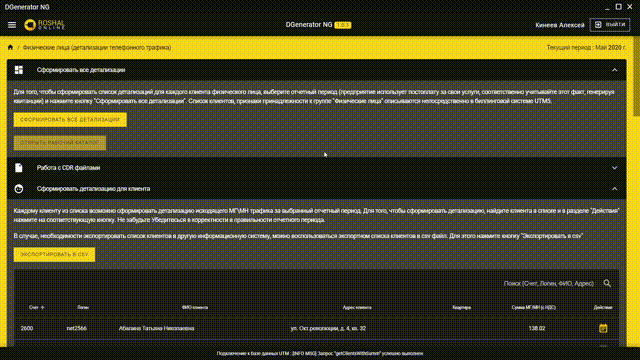 DGenerator NG
ROSHAL
ONLINE
DGenerator NG 1.0.1
Кинеев Алексей
ВЫЙТИ
/ Физические лица (детализации телефонного трафика)
Текущий период : Май 2020 г.
Сформировать все детализации
Для того, чтобы сформировать список детализаций для каждого клиента физического лица, выберите отчетный период (предприятие использует постоплату за свои услуги, соответственно учитывайте этот факт, генерируя
квитанции) и нажмите кнопку "Сформировать все детализации". Список клиентов, признаки принадлежности к группе "Физические лица" описываются непосредственно в биллинговой системе UTM5.
СФОРМИРОВАТЬ ВСЕ ДЕТАЛИЗАЦИИ
ОТКРЫТЬ РАБОЧИЙ КАТАЛОГ
Работа с CDR файлами
Сформировать детализацию для клиента
Каждому клиенту из списка возможно сформировать детализацию исходящего МГ\МН трафика за выбранный отчетный период. Для того, чтобы сформировать детализацию, найдите клиента в списке и в разделе "Действия"
нажмите на соответствующую кнопку. Не забудьте Убедитесься в корректности в правильности отчетного периода.
В случае, необходимости экспортировать список клиентов в другую информационную систему, можно воспользоваться экспортном списка клиентов в csv файл. Для этого нажмите кнопку "Экспортировать в csv"
ЭКСПОРТИРОВАТЬ В CSV
Поиск (Счет, Логин, ФИО, Адрес)
Счет Логин ФИО клиента Адрес клиента Квартира Сумма МГ/МН (с НДС) Действия
2600 net2566 Абалина Татьяна Николаевна ул. Окт.революции, д. 4, кв. 32 138.02
Подключение к базе данных UTM : [INFO MSG]: Запрос "getClientsWithSumm" успешно выполнен